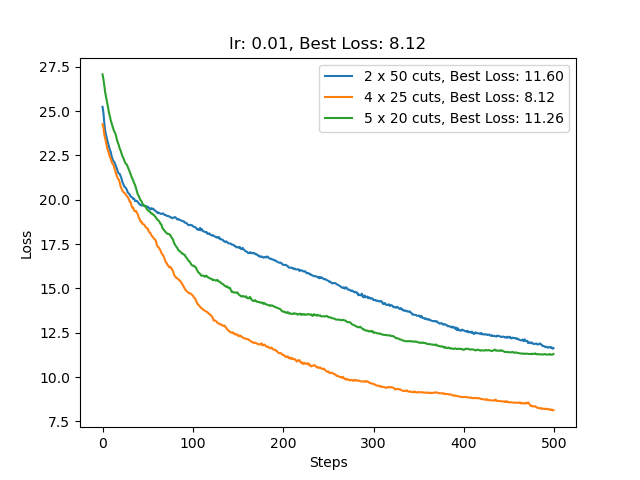 lr: 0.01, Best Loss: 8.12
2 x 50 cuts, Best Loss: 11.60
4 x 25 cuts, Best Loss: 8.12
5 x 20 cuts, Best Loss: 11.26
Loss
27.5
25.0
22.5
20.0
17.5
15.0
12.5
10.0
7.5
0 100 200 300 400 500
Steps